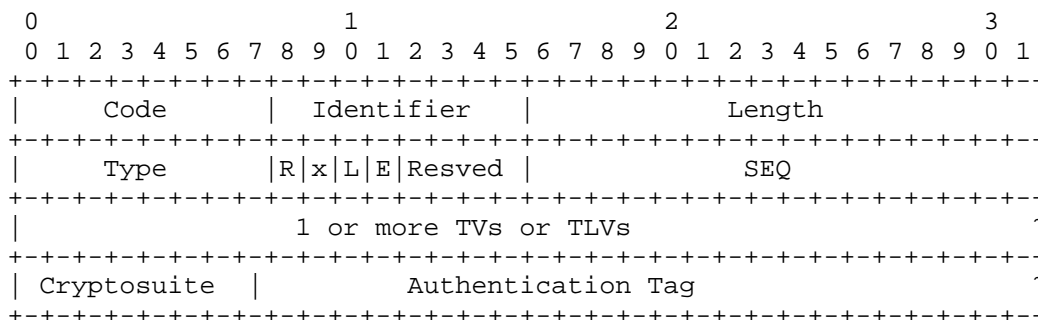 0                   1                   2                   3
 0 1 2 3 4 5 6 7 8 9 0 1 2 3 4 5 6 7 8 9 0 1 2 3 4 5 6 7 8 9 0 1
+-+-+-+-+-+-+-+-+-+-+-+-+-+-+-+-+-+-+-+-+-+-+-+-+-+-+-+-+-+-+-+-
|     Code      |  Identifier   |            Length
+-+-+-+-+-+-+-+-+-+-+-+-+-+-+-+-+-+-+-+-+-+-+-+-+-+-+-+-+-+-+-+-
|     Type      |R|x|L|E|Resved |             SEQ
+-+-+-+-+-+-+-+-+-+-+-+-+-+-+-+-+-+-+-+-+-+-+-+-+-+-+-+-+-+-+-+-
|                 1 or more TVs or TLVs                         ~
+-+-+-+-+-+-+-+-+-+-+-+-+-+-+-+-+-+-+-+-+-+-+-+-+-+-+-+-+-+-+-+-
| Cryptosuite  |         Authentication Tag                     ~
+-+-+-+-+-+-+-+-+-+-+-+-+-+-+-+-+-+-+-+-+-+-+-+-+-+-+-+-+-+-+-+-